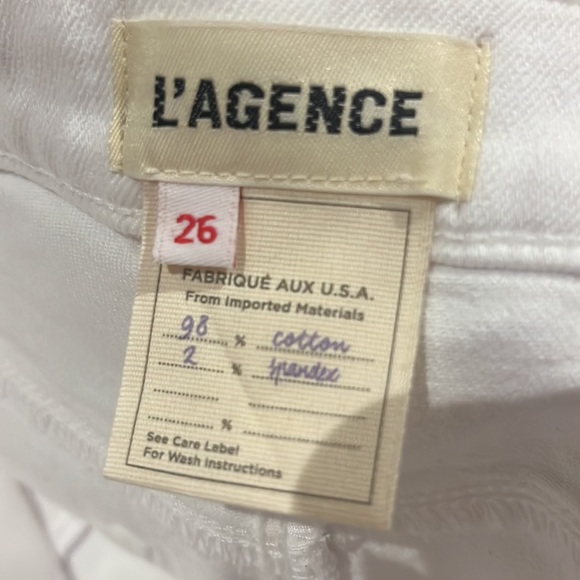 L'AGENCE
26
FABRIQUÉ AUX U.S.A.
From Imported Materials
98 % cotton
2 % spandex
%
See Care Label
For Wash Instructions